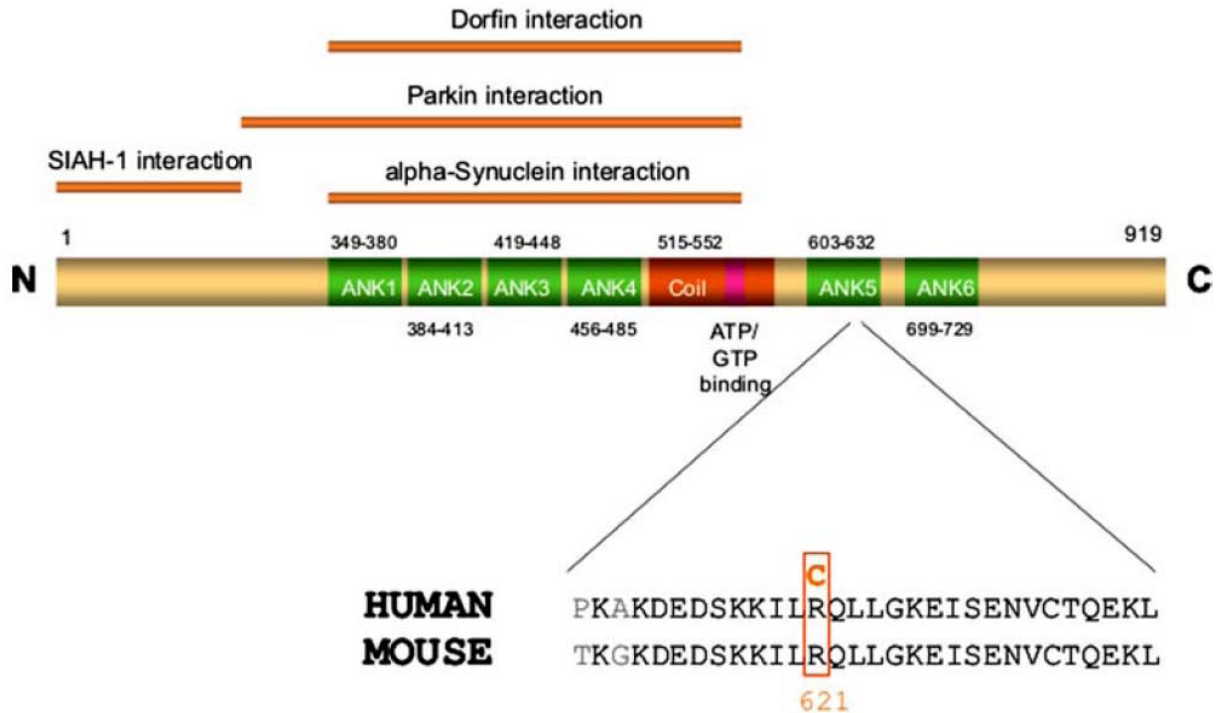 Dorfin interaction
Parkin interaction
SIAH-1 interaction
alpha-Synuclein interaction
1
349-380
419-448
515-552
603-632
919
N
ANK1
ANK2
ANK3
ANK4
Coil
ANK5
ANK6
C
384-413
456-485
ATP/
GTP
binding
699-729
C
HUMAN PKAKDEDSKKILRQLLGKEISENVCTQEKL
MOUSE TKGKDEDSKKILRQLLGKEISENVCTQEKL
621